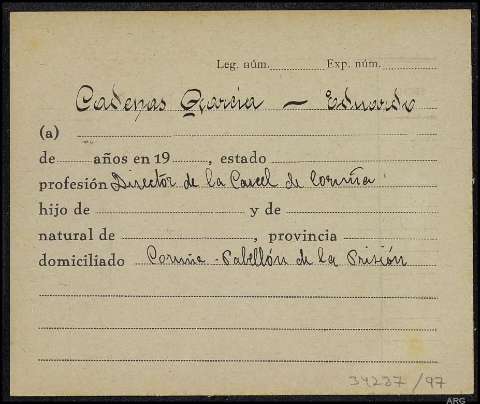 Leg. núm. Exp. núm.
Cadenas Garcia — Eduardo
(a)
de años en 19 , estado
profesión Director de la Carcel de Coruña
hijo de y de
natural de , provincia
domiciliado Coruña - Pabellón de la Prisión
34237/97
ARG